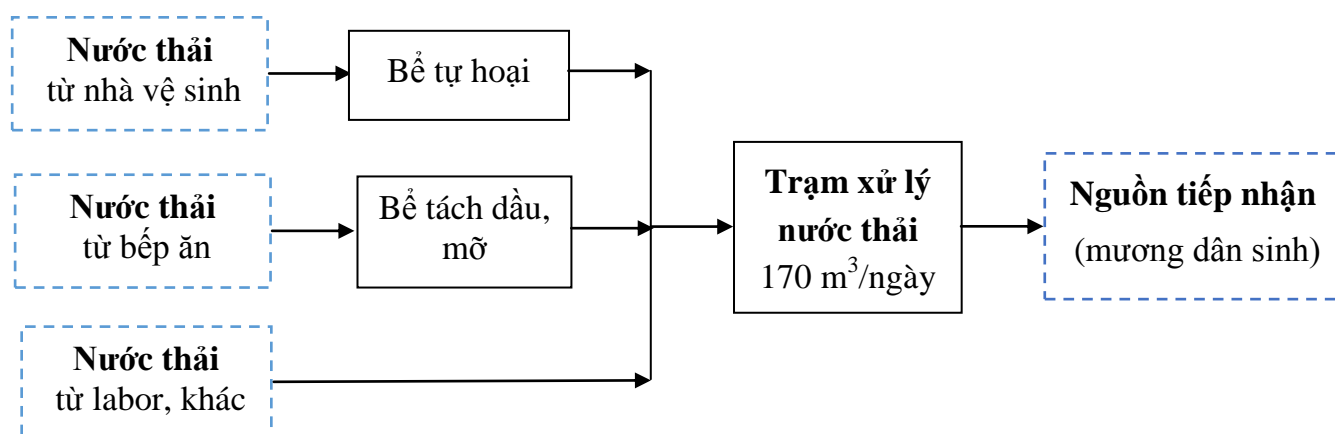 Nước thải
từ nhà vệ sinh
Bể tự hoại
Nước thải
từ bếp ăn
Bể tách dầu,
mỡ
Nước thải
từ labor, khác
Trạm xử lý
nước thải
170 m³/ngày
Nguồn tiếp nhận
(mương dân sinh)